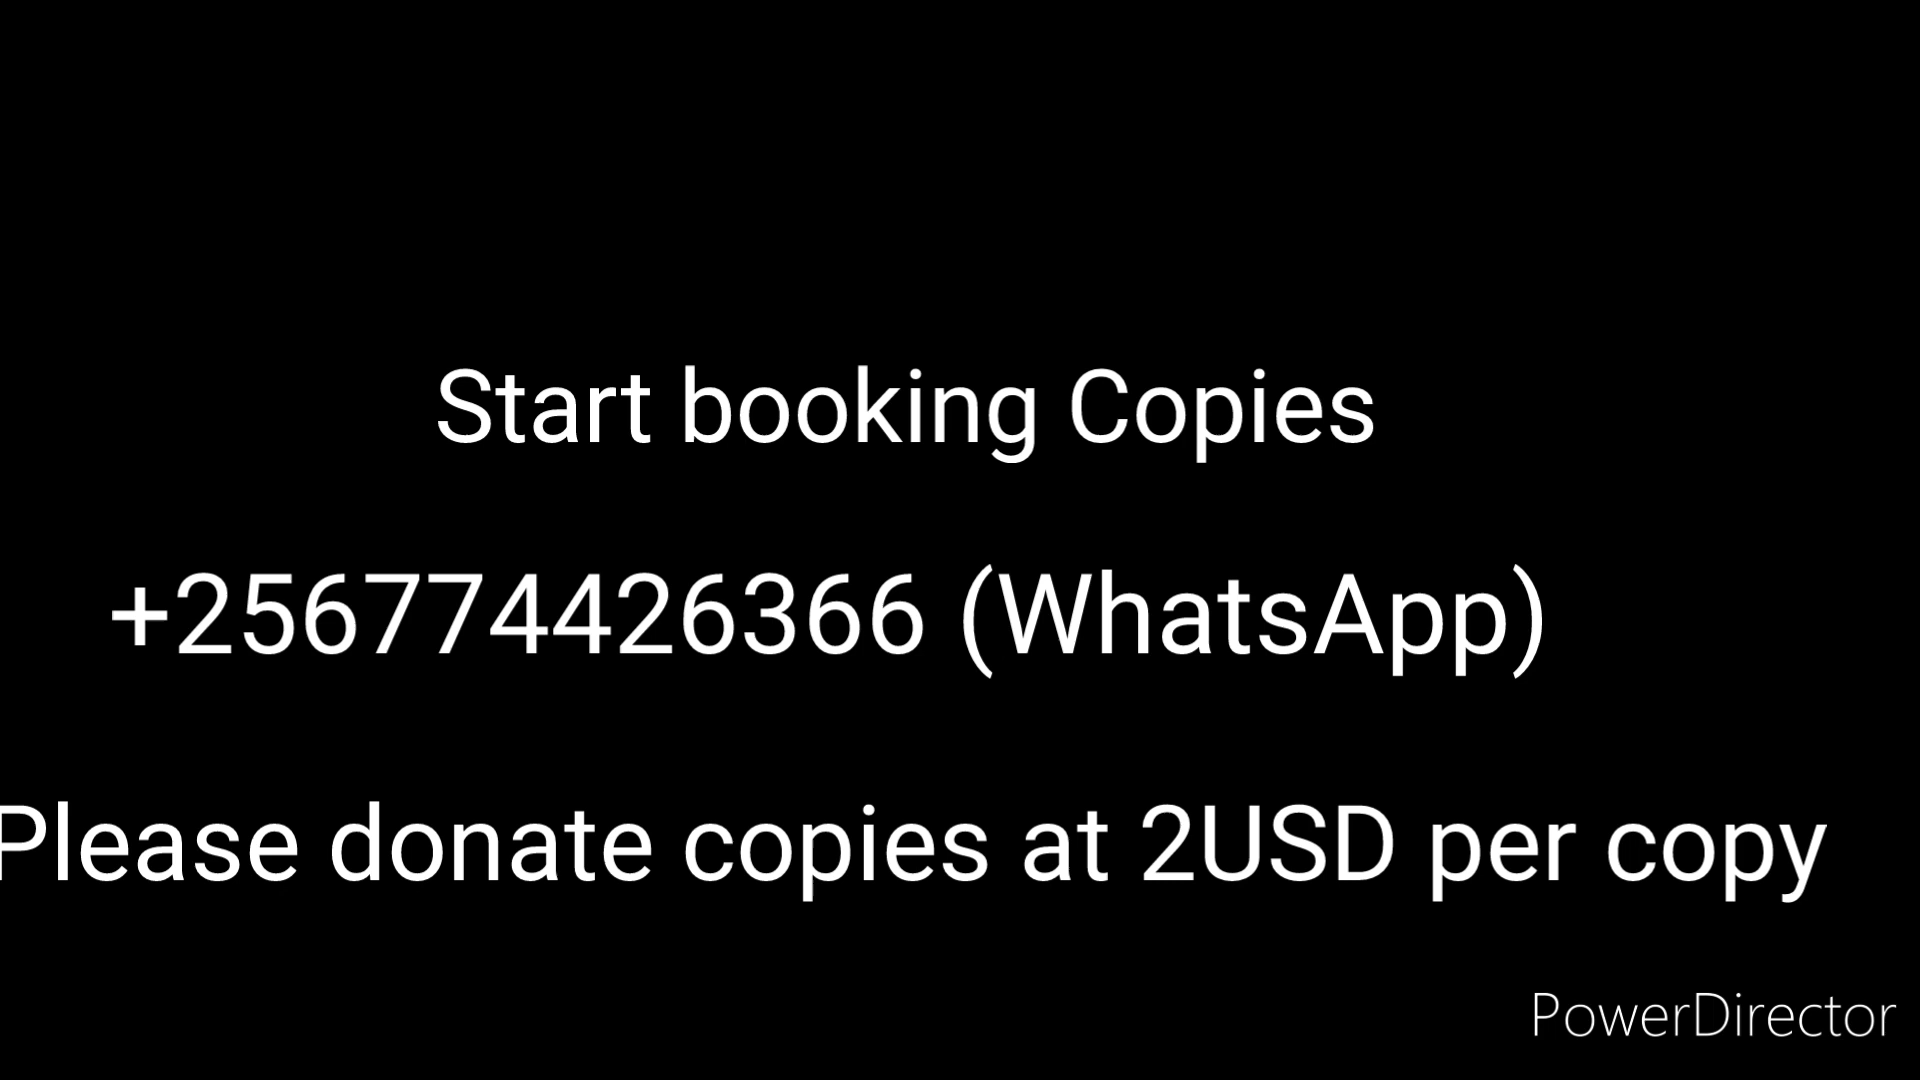 Start booking Copies
+256774426366 (WhatsApp)
Please donate copies at 2USD per copy
PowerDirector